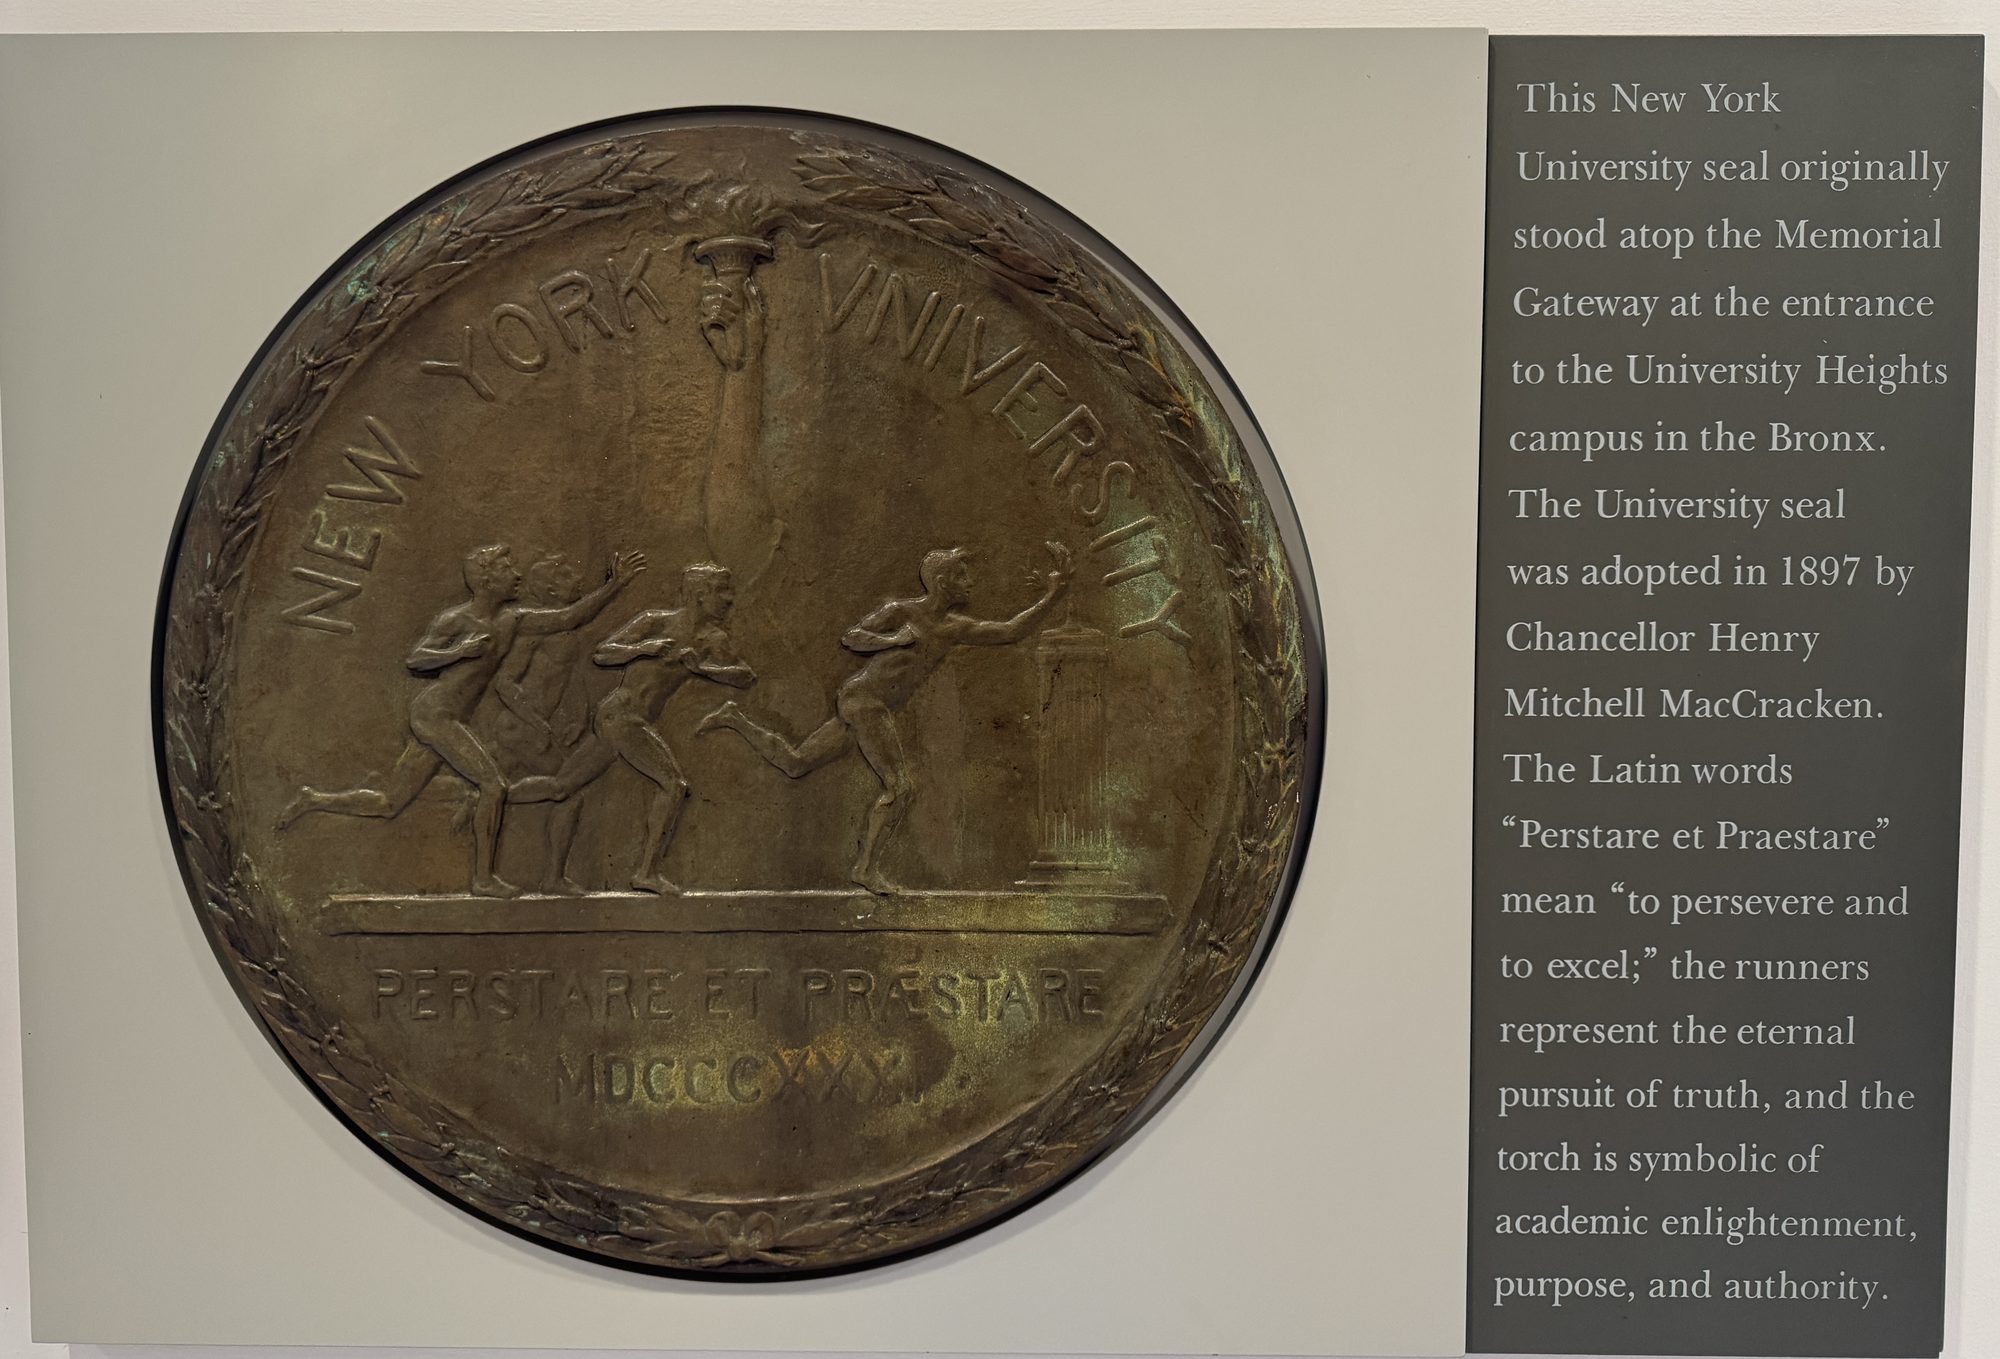 NEW YORK VNIVERSITY
PERSTARE ET PRÆSTARE
MDCCCXXXI
This New York
University seal originally
stood atop the Memorial
Gateway at the entrance
to the University Heights
campus in the Bronx.
The University seal
was adopted in 1897 by
Chancellor Henry
Mitchell MacCracken.
The Latin words
“Perstare et Praestare”
mean “to persevere and
to excel;” the runners
represent the eternal
pursuit of truth, and the
torch is symbolic of
academic enlightenment,
purpose, and authority.